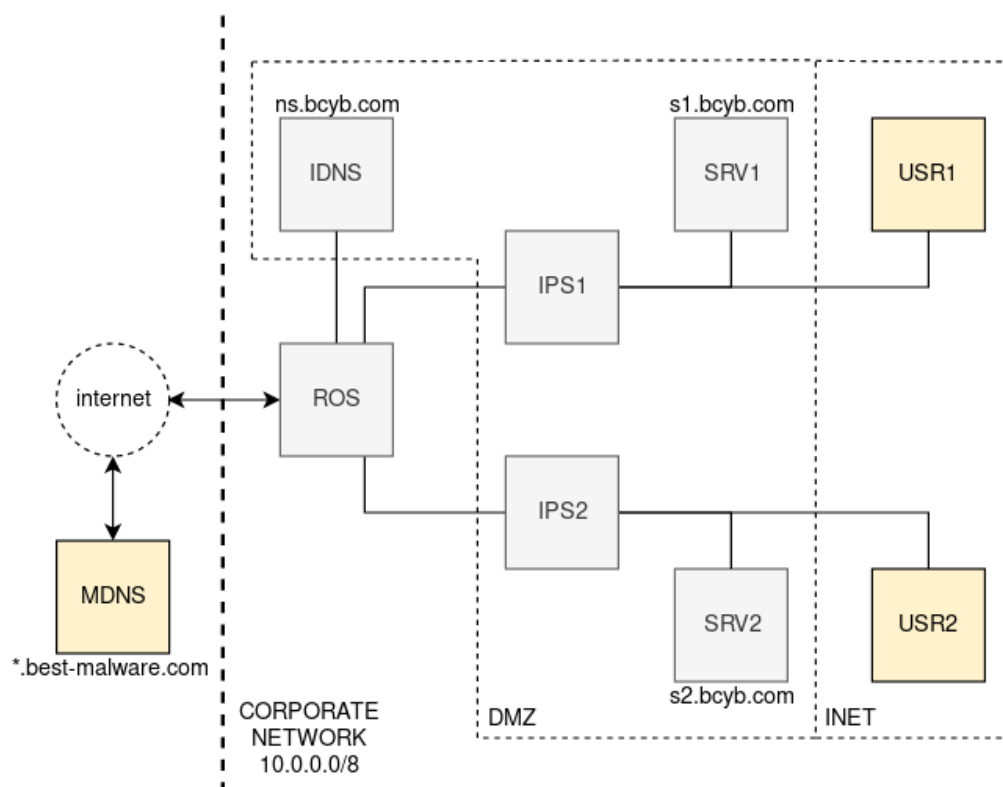 ns.bcyb.com
s1.bcyb.com
IDNS
SRV1
USR1
IPS1
internet
ROS
IPS2
MDNS
SRV2
USR2
*.best-malware.com
s2.bcyb.com
CORPORATE
NETWORK
10.0.0.0/8
DMZ
INET